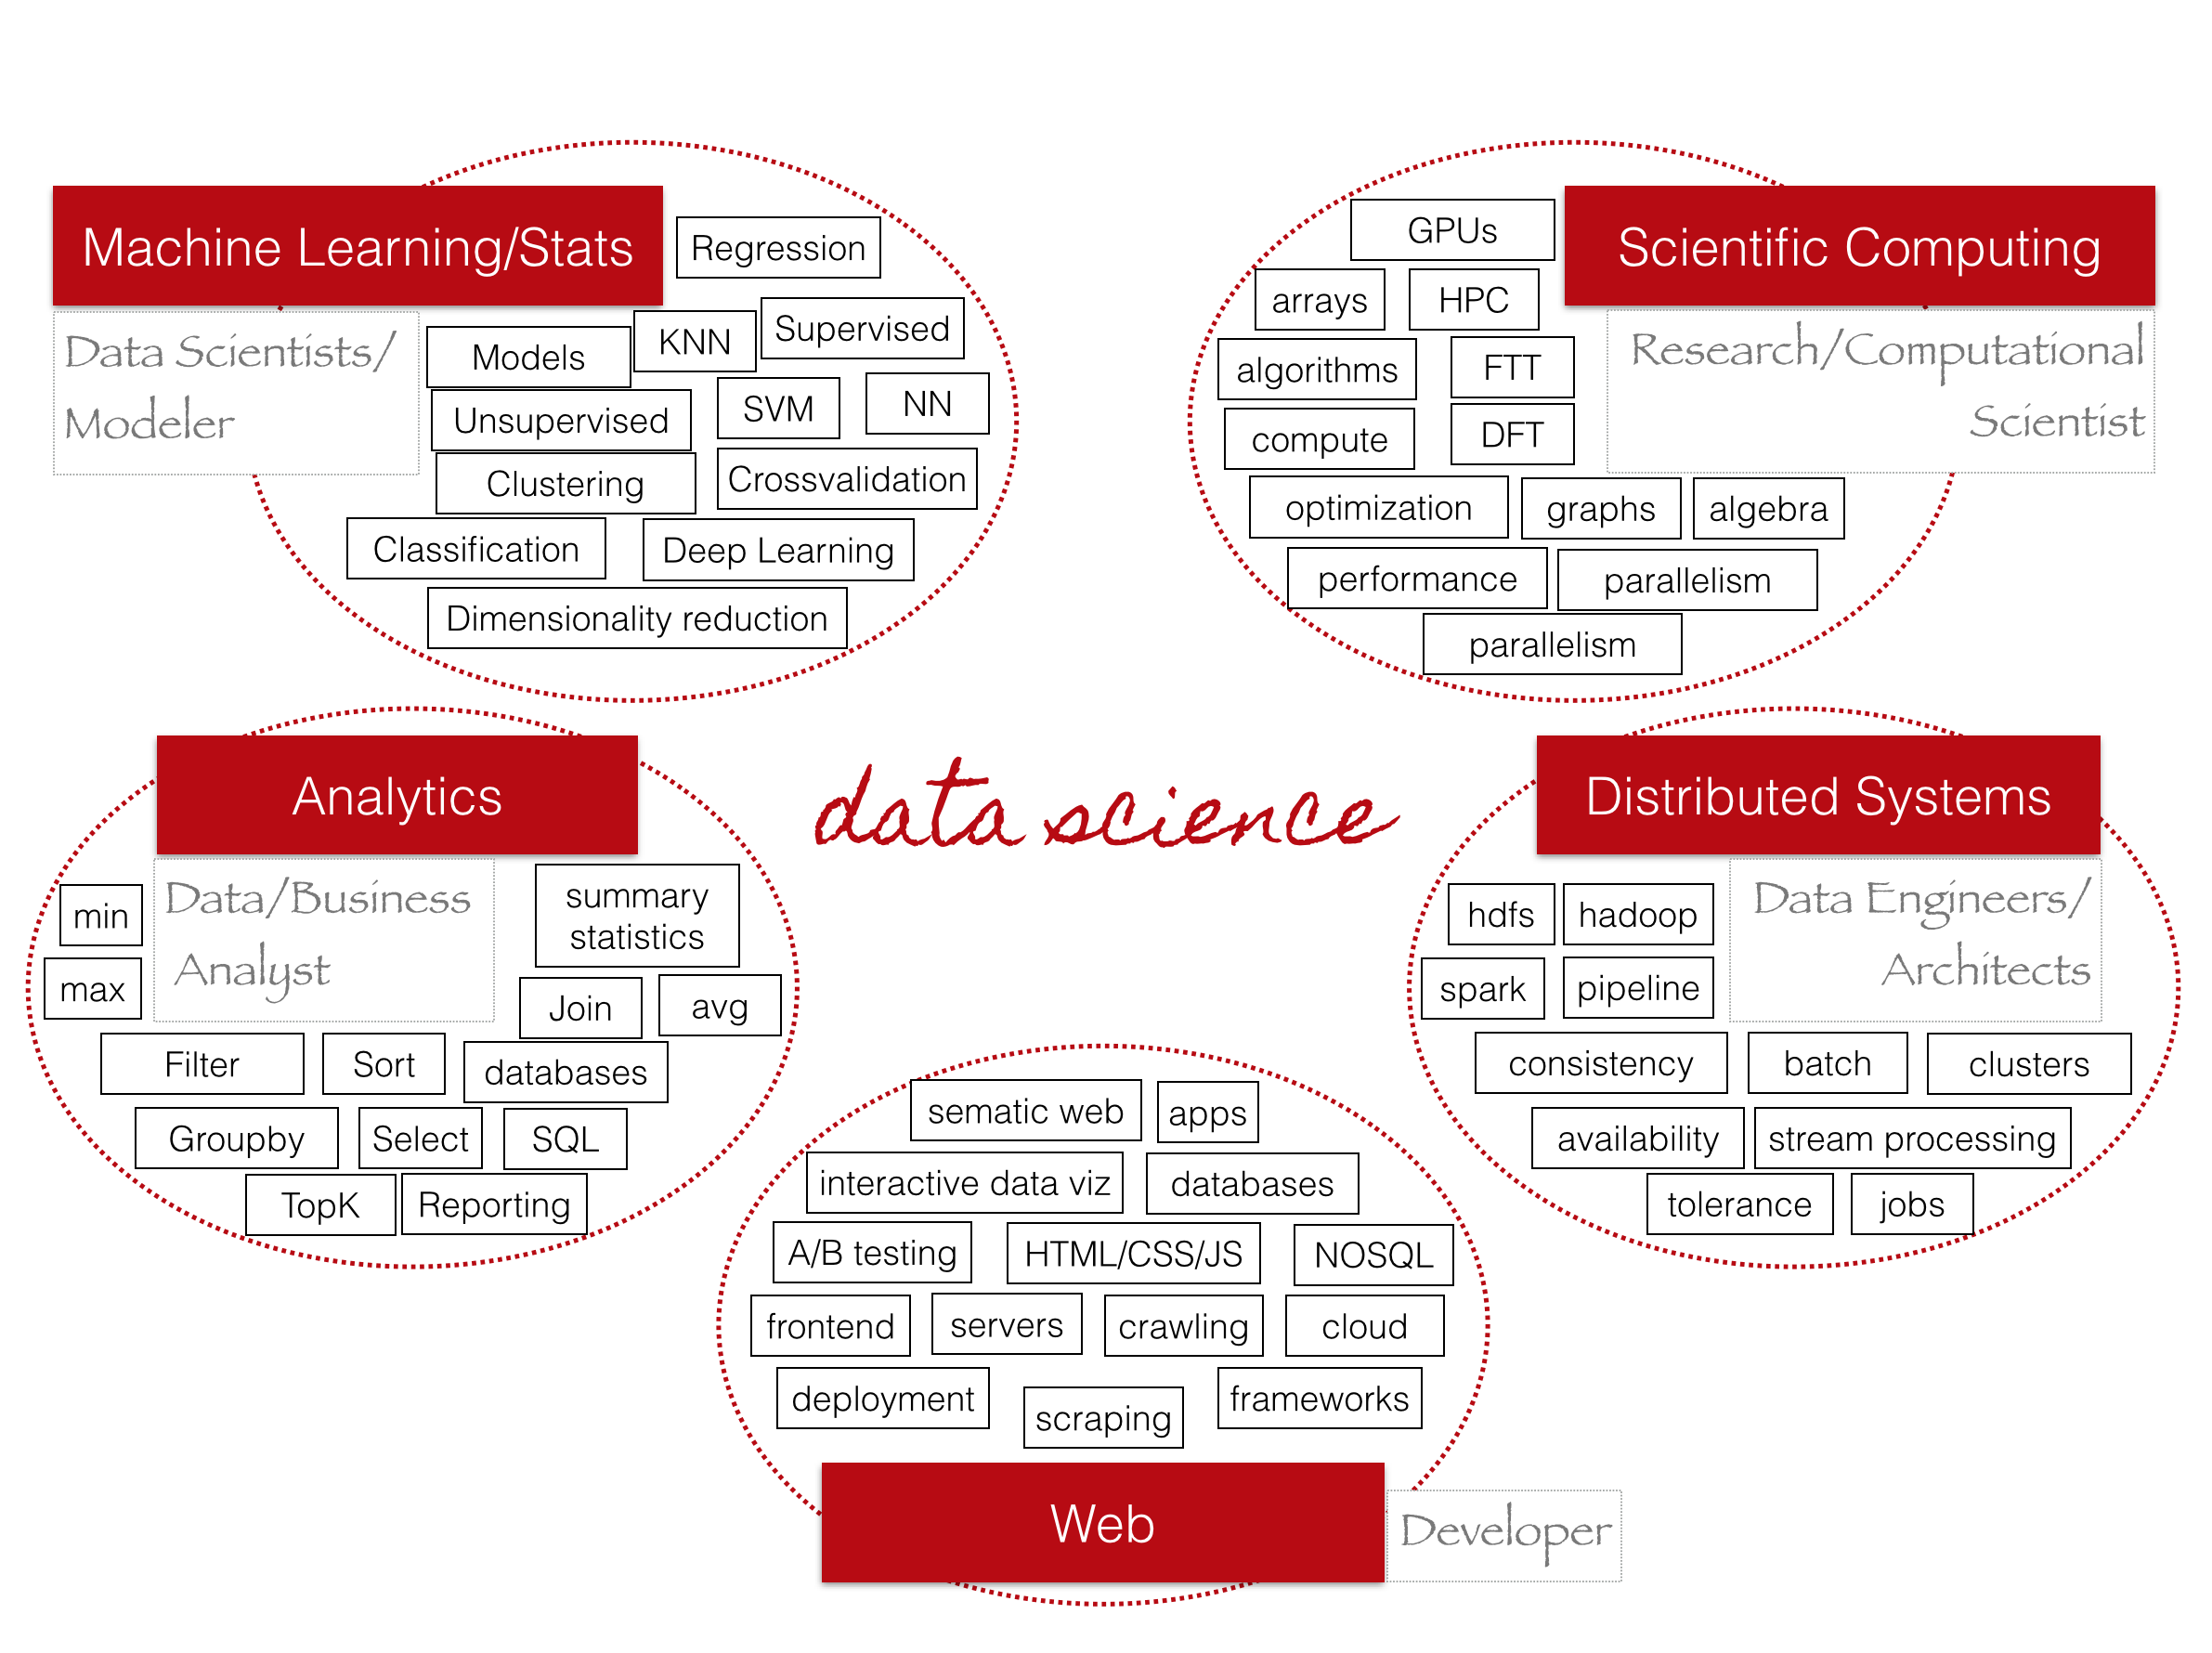 Machine Learning/Stats
Data Scientists/
Modeler
Regression
Models
KNN
Supervised
Unsupervised
SVM
NN
Clustering
Crossvalidation
Classification
Deep Learning
Dimensionality reduction
Scientific Computing
Research/Computational
Scientist
GPUs
arrays
HPC
algorithms
FTT
compute
DFT
optimization
graphs
algebra
performance
parallelism
parallelism
data science
Analytics
Data/Business
Analyst
min
max
summary
statistics
Join
avg
Filter
Sort
databases
Groupby
Select
SQL
TopK
Reporting
Distributed Systems
Data Engineers/
Architects
hdfs
hadoop
spark
pipeline
consistency
batch
clusters
availability
stream processing
tolerance
jobs
sematic web
apps
interactive data viz
databases
A/B testing
HTML/CSS/JS
NOSQL
frontend
servers
crawling
cloud
deployment
scraping
frameworks
Web
Developer